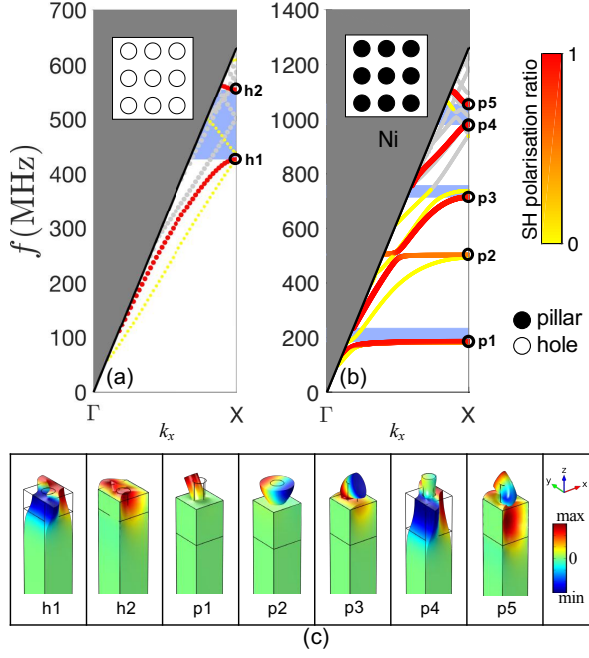 f (MHz)
700
600
500
400
300
200
100
0
h2
h1
(a)
Γ
X
k_x
1400
1200
1000
800
600
400
200
0
Ni
p5
p4
p3
p2
p1
(b)
Γ
X
k_x
1
0
SH polarisation ratio
pillar
hole
h1 h2 p1 p2 p3 p4 p5
z
y x
max
0
min
(c)